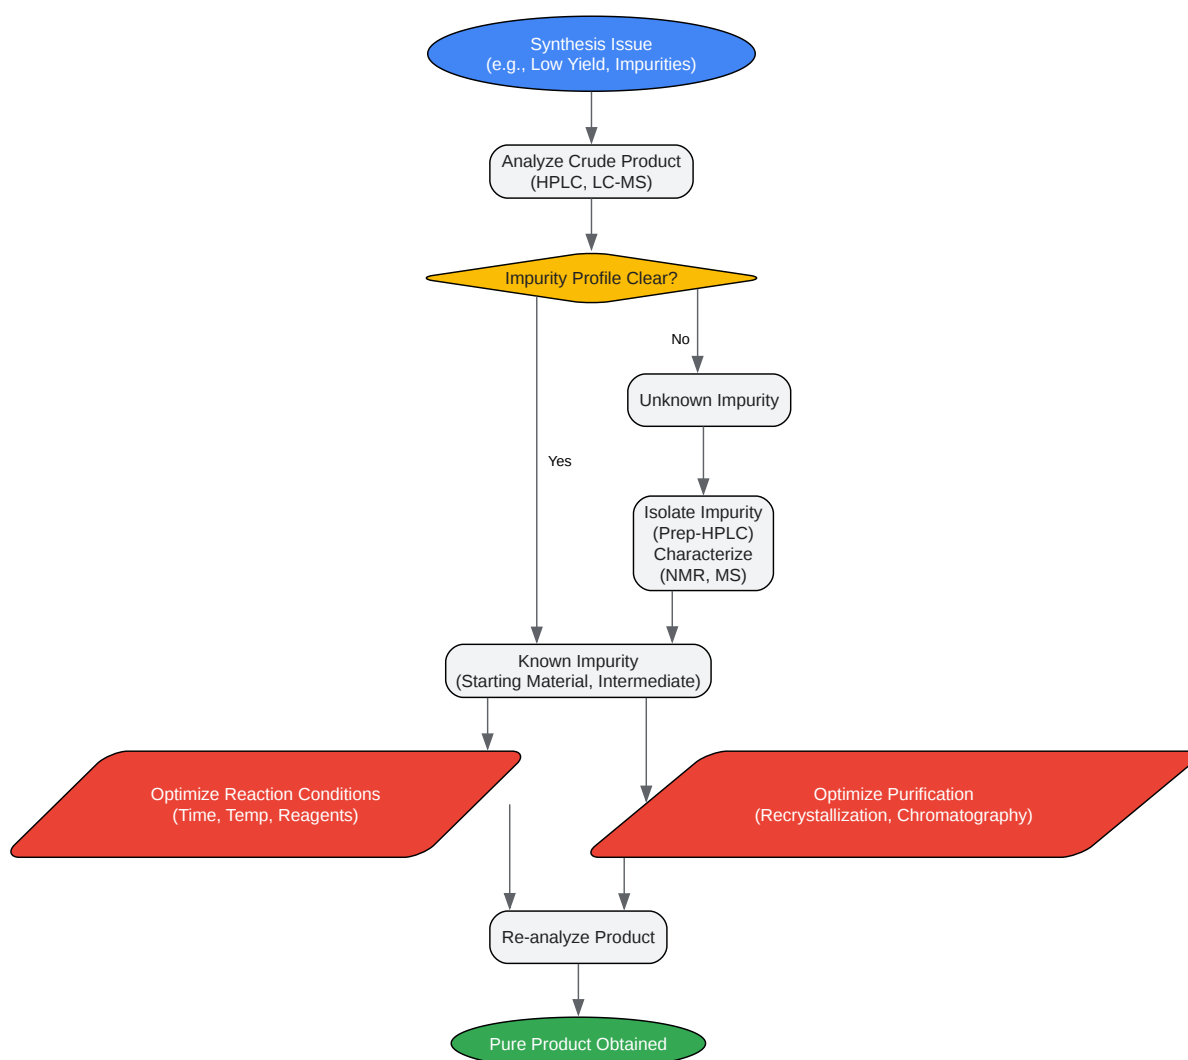 Synthesis Issue
(e.g., Low Yield, Impurities)
Analyze Crude Product
(HPLC, LC-MS)
Impurity Profile Clear?
No
Unknown Impurity
Yes
Isolate Impurity
(Prep-HPLC)
Characterize
(NMR, MS)
Known Impurity
(Starting Material, Intermediate)
Optimize Reaction Conditions
(Time, Temp, Reagents)
Optimize Purification
(Recrystallization, Chromatography)
Re-analyze Product
Pure Product Obtained